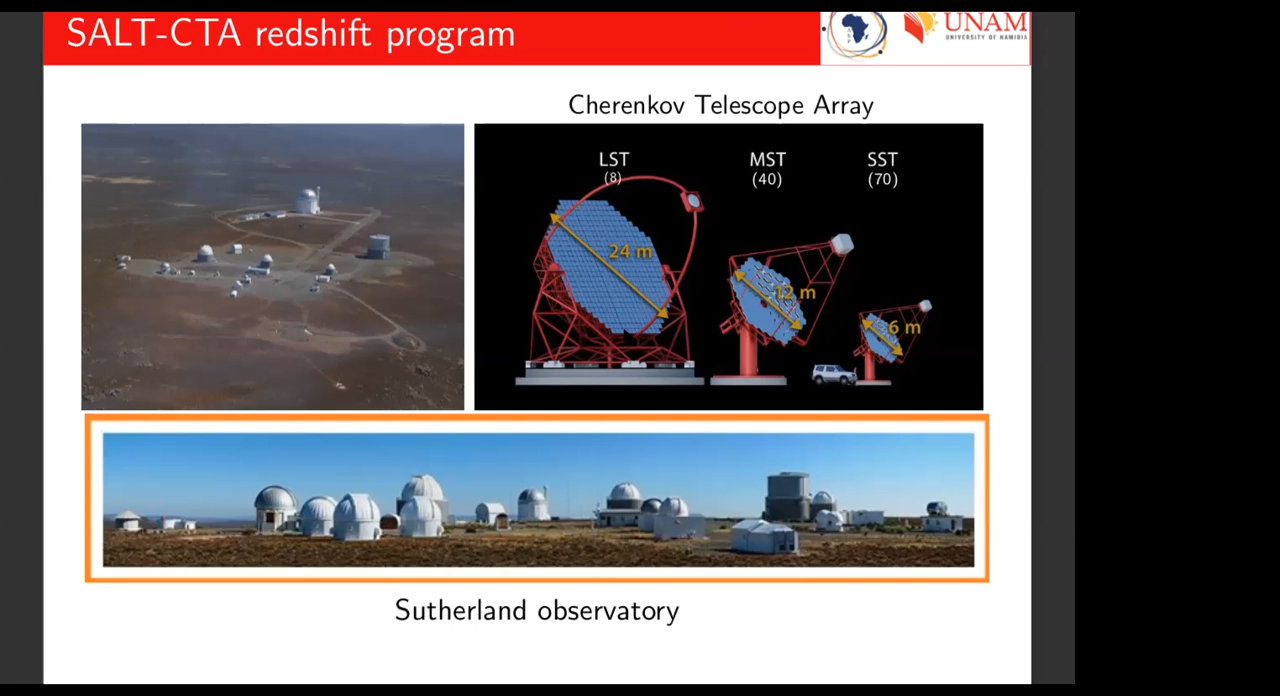 SALT-CTA redshift program
UNAM
UNIVERSITY OF NAMIBIA
Cherenkov Telescope Array
LST
(8)
MST
(40)
SST
(70)
24 m
12 m
6 m
Sutherland observatory